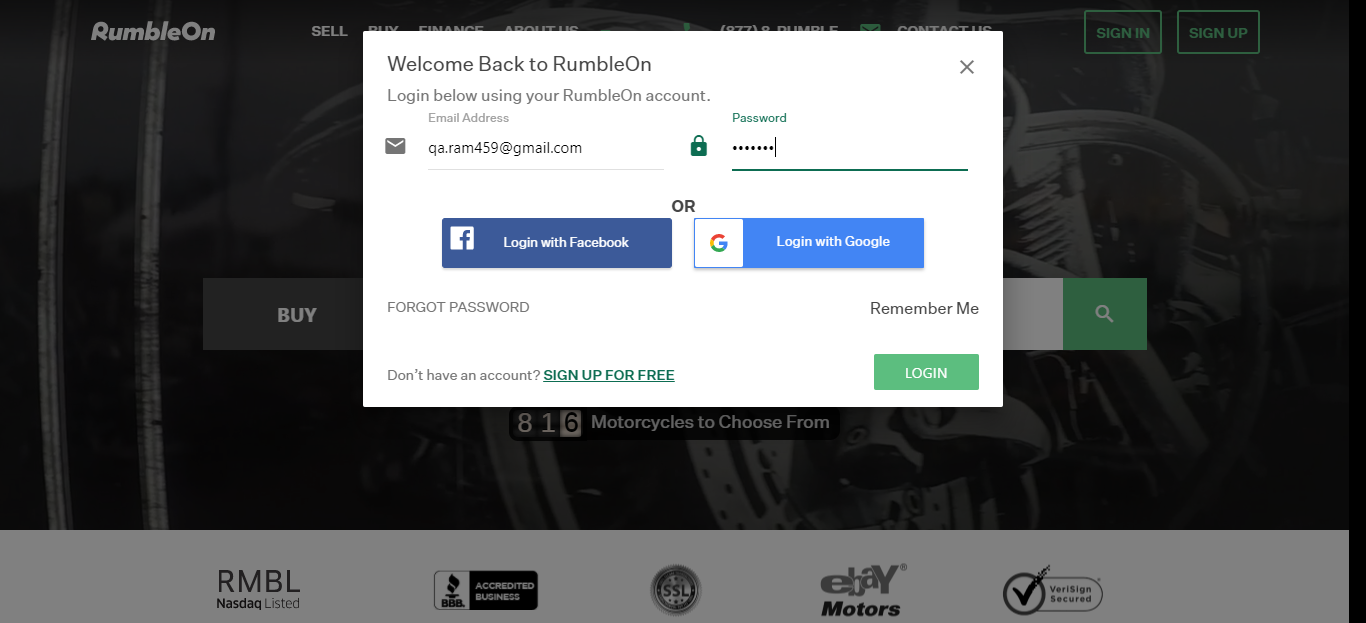 RumbleOn
SELL BUY FINANCE ABOUT US (877) 8-RUMBLE CONTACT US SIGN IN SIGN UP
Welcome Back to RumbleOn
Login below using your RumbleOn account.
Email Address Password
qa.ram459@gmail.com •••••••
OR
Login with Facebook G Login with Google
FORGOT PASSWORD Remember Me
BUY
Don't have an account? SIGN UP FOR FREE LOGIN
816 Motorcycles to Choose From
RMBL
Nasdaq Listed
BBB. ACCREDITED
BUSINESS
SSL
ebay®
Motors
VeriSign
Secured